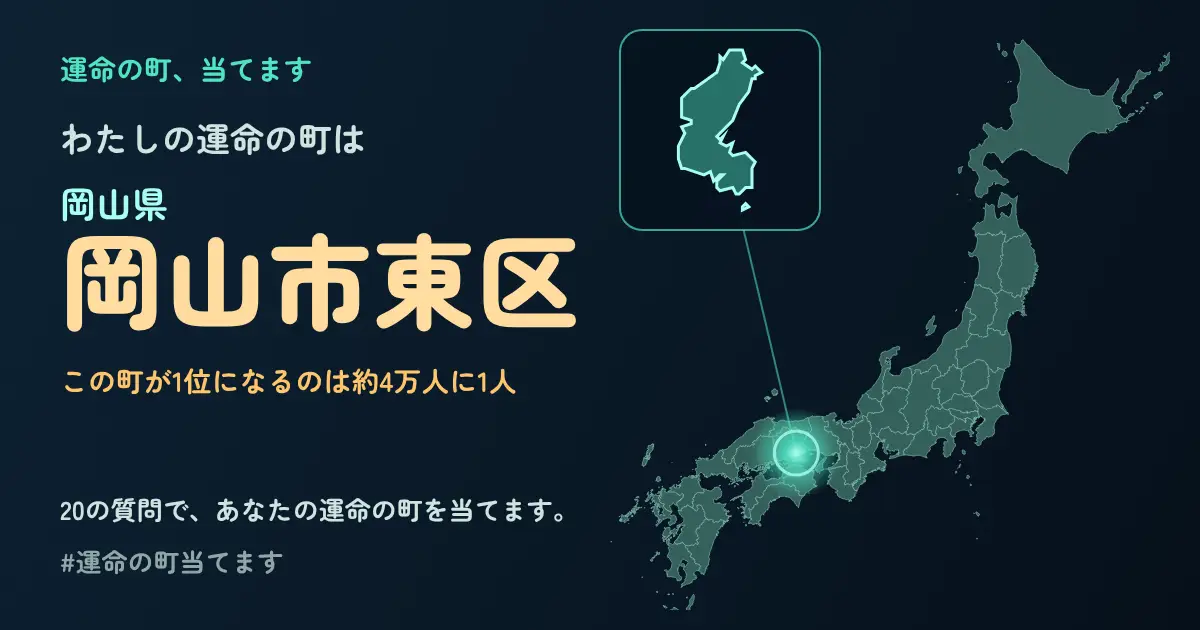 運命の町、当てます
わたしの運命の町は
岡山県
岡山市東区
この町が1位になるのは約4万人に1人
20の質問で、あなたの運命の町を当てます。
#運命の町当てます